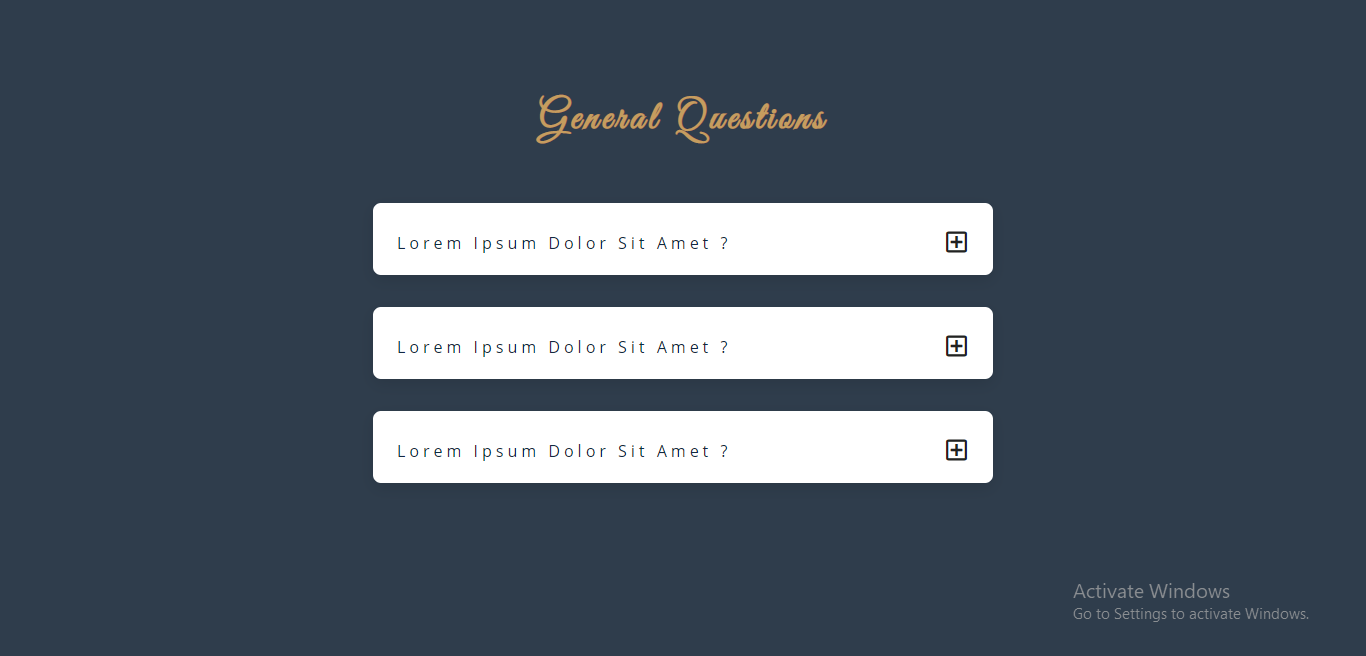 General Questions
Lorem Ipsum Dolor Sit Amet ?
Lorem Ipsum Dolor Sit Amet ?
Lorem Ipsum Dolor Sit Amet ?
Activate Windows
Go to Settings to activate Windows.